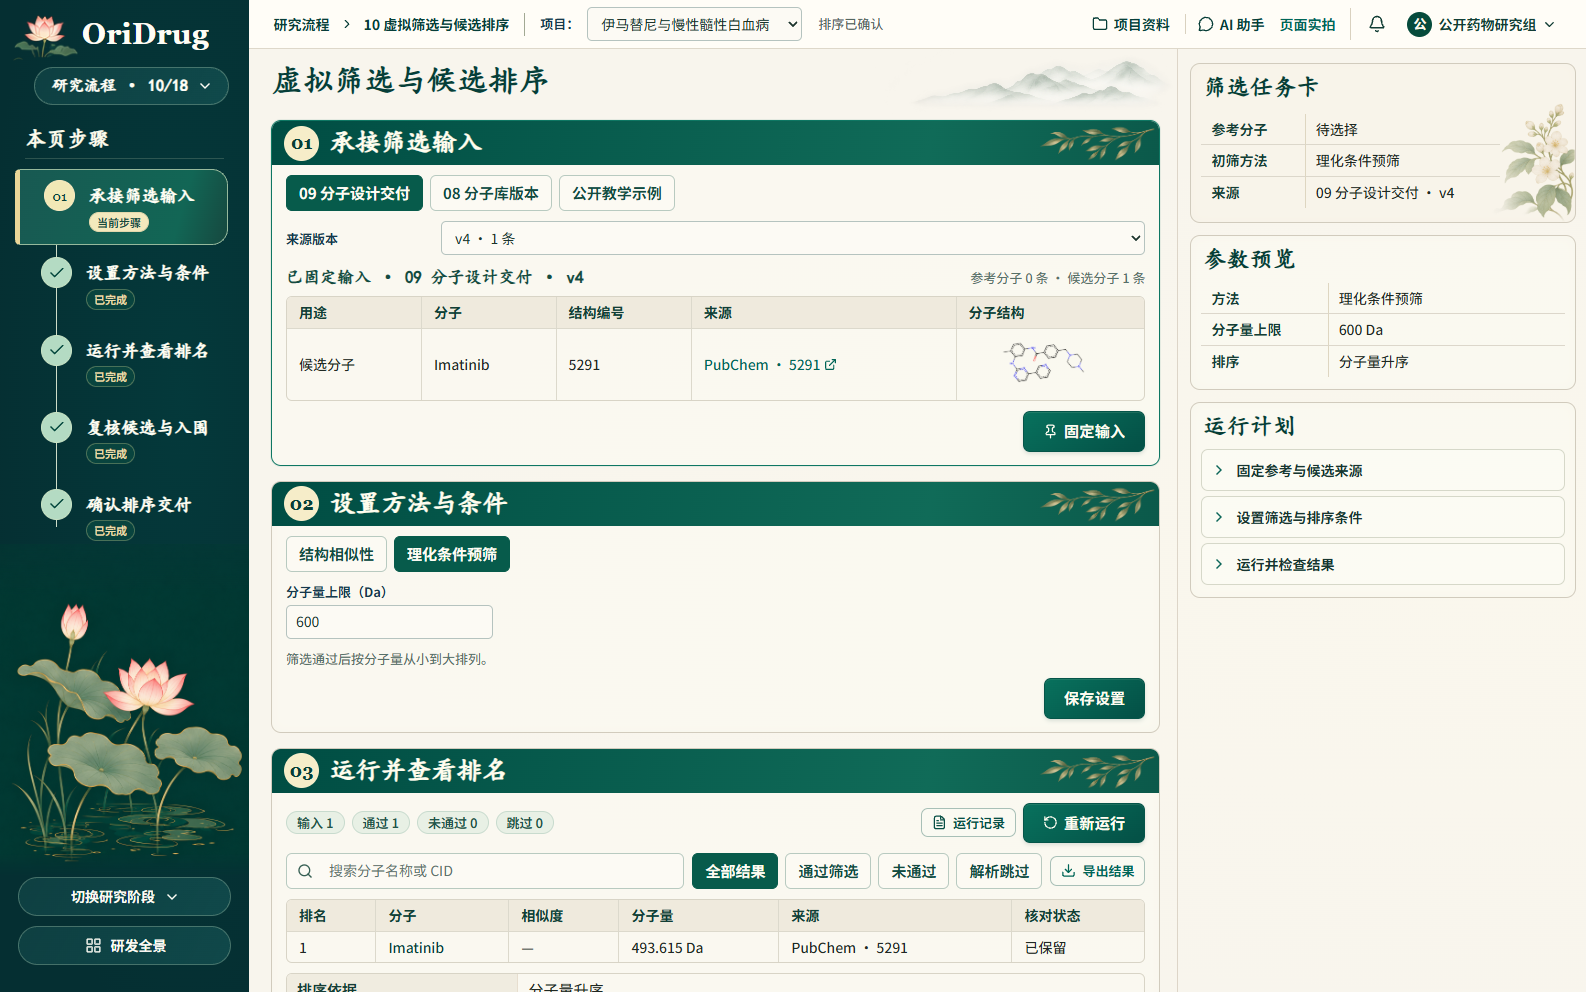 OriDrug
研究流程 • 10/18
本页步骤
01 承接筛选输入
当前步骤
设置方法与条件
已完成
运行并查看排名
已完成
复核候选与入围
已完成
确认排序交付
已完成
切换研究阶段
研发全景
研究流程 > 10 虚拟筛选与候选排序 项目： 伊马替尼与慢性髓性白血病 排序已确认
项目资料 AI 助手 页面实拍 公 公开药物研究组
虚拟筛选与候选排序
01 承接筛选输入
09 分子设计交付 08 分子库版本 公开教学示例
来源版本 v4 • 1 条
已固定输入 • 09 分子设计交付 • v4 参考分子 0 条 • 候选分子 1 条
用途 分子 结构编号 来源 分子结构
候选分子 Imatinib 5291 PubChem • 5291
固定输入
02 设置方法与条件
结构相似性 理化条件预筛
分子量上限（Da）
600
筛选通过后按分子量从小到大排列。
保存设置
03 运行并查看排名
输入 1 通过 1 未通过 0 跳过 0 运行记录 重新运行
搜索分子名称或 CID 全部结果 通过筛选 未通过 解析跳过 导出结果
排名 分子 相似度 分子量 来源 核对状态
1 Imatinib — 493.615 Da PubChem • 5291 已保留
排序依据 分子量升序
筛选任务卡
参考分子 待选择
初筛方法 理化条件预筛
来源 09 分子设计交付 • v4
参数预览
方法 理化条件预筛
分子量上限 600 Da
排序 分子量升序
运行计划
固定参考与候选来源
设置筛选与排序条件
运行并检查结果